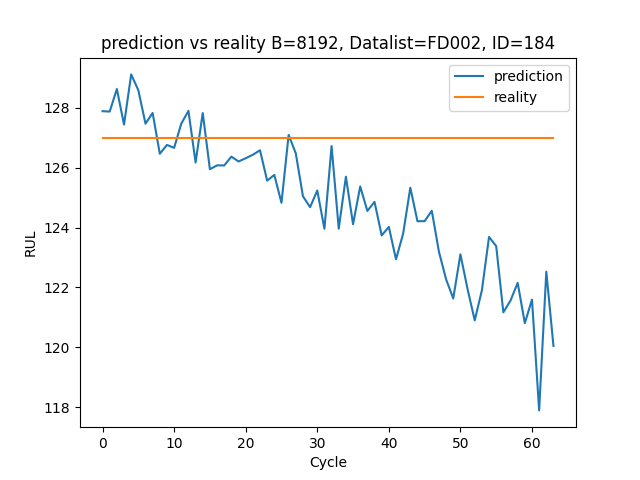 prediction vs reality B=8192, Datalist=FD002, ID=184
prediction
reality
128
126
124
122
120
118
RUL
0 10 20 30 40 50 60
Cycle